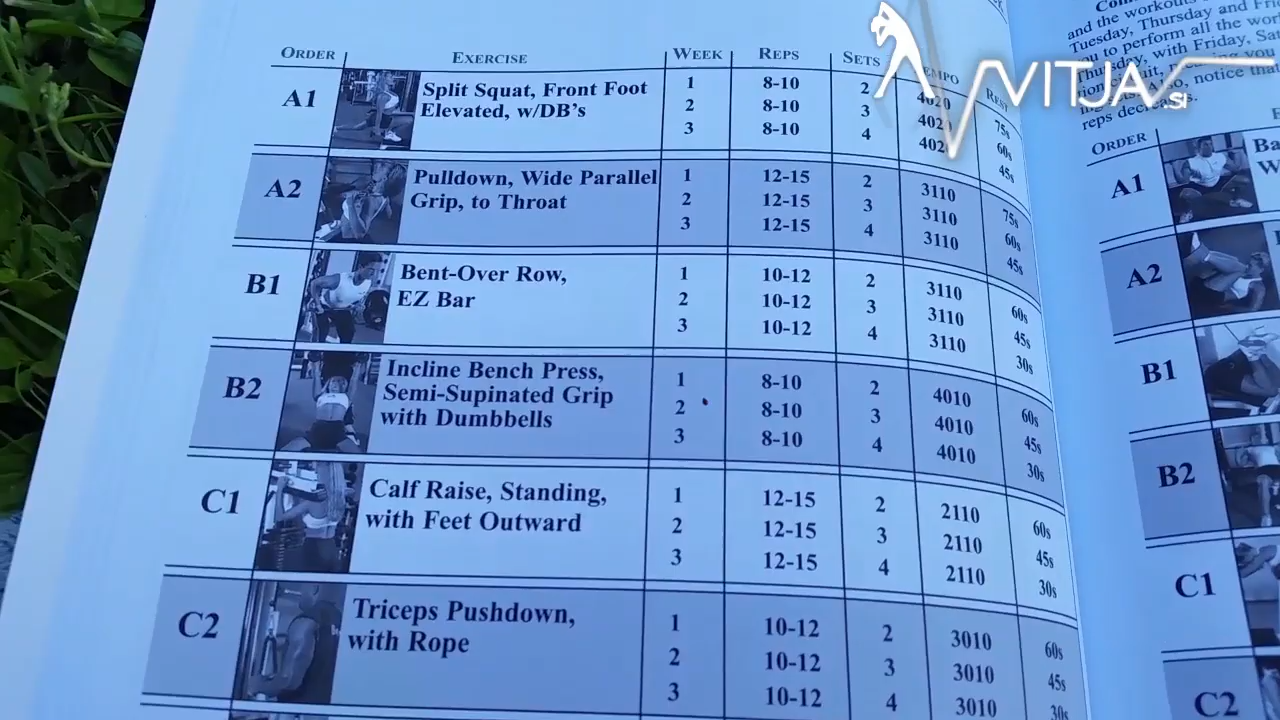 ORDER EXERCISE WEEK REPS SETS TEMPO REST
A1 Split Squat, Front Foot Elevated, w/DB's
1 8-10 2 4020 75s
2 8-10 3 4020 60s
3 8-10 4 402 45s
A2 Pulldown, Wide Parallel Grip, to Throat
1 12-15 2 3110 75s
2 12-15 3 3110 60s
3 12-15 4 3110 45s
B1 Bent-Over Row, EZ Bar
1 10-12 2 3110 60s
2 10-12 3 3110 45s
3 10-12 4 3110 30s
B2 Incline Bench Press, Semi-Supinated Grip with Dumbbells
1 8-10 2 4010 60s
2 8-10 3 4010 45s
3 8-10 4 4010 30s
C1 Calf Raise, Standing, with Feet Outward
1 12-15 2 2110 60s
2 12-15 3 2110 45s
3 12-15 4 2110 30s
C2 Triceps Pushdown, with Rope
1 10-12 2 3010 60s
2 10-12 3 3010 45s
3 10-12 4 3010 30s
VITJA.SI
and the workouts
Tuesday, Thursday and Fri
you to perform all the wor
Thursday, with Friday, Sat
notice that
reps
ORDER
A1 Ba
W
A2
B1
B2
C1
C2